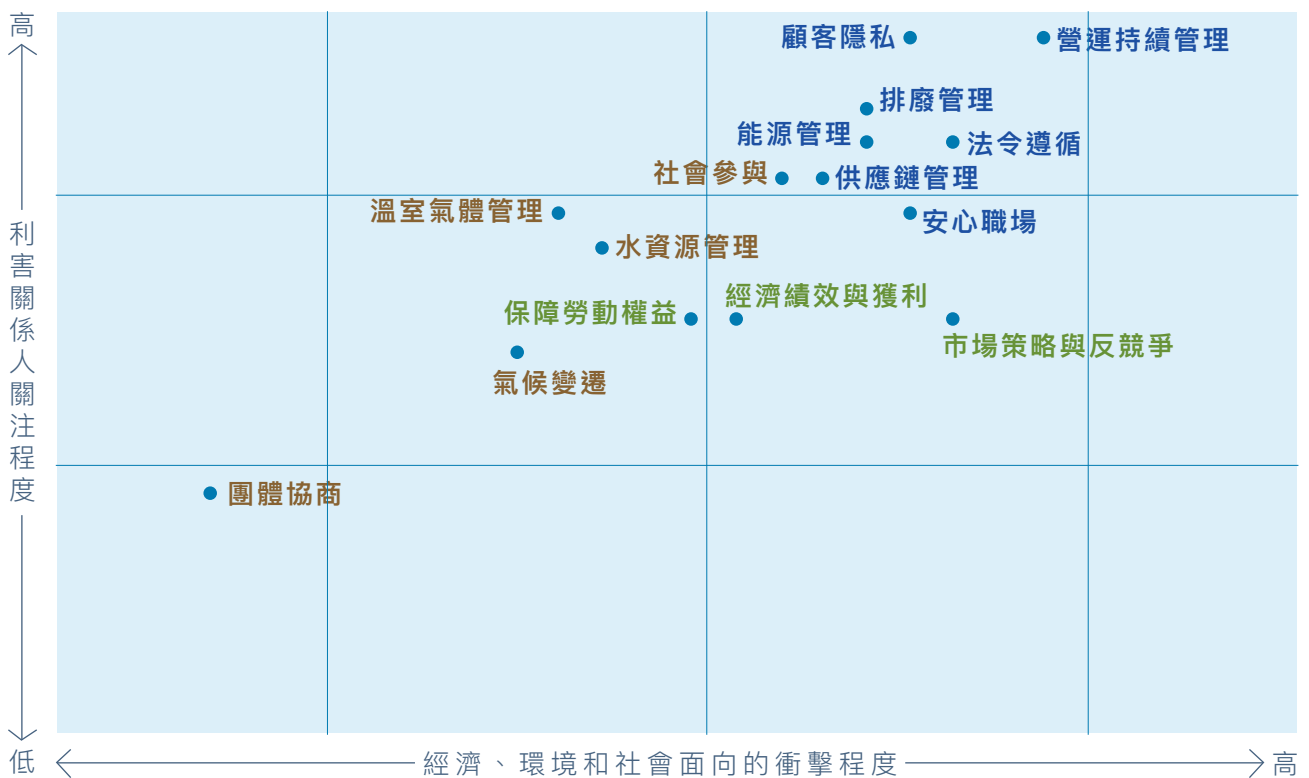 高
利害關係人關注程度
低
顧客隱私
營運持續管理
排廢管理
能源管理
法令遵循
社會參與
供應鏈管理
溫室氣體管理
安心職場
水資源管理
經濟績效與獲利
保障勞動權益
市場策略與反競爭
氣候變遷
團體協商
經濟、環境和社會面向的衝擊程度
高